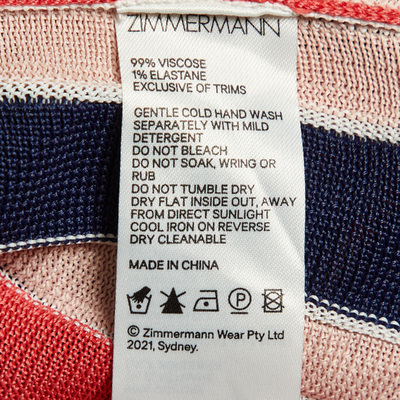 ZIMMERMANN
99% VISCOSE
1% ELASTANE
EXCLUSIVE OF TRIMS
GENTLE COLD HAND WASH
SEPARATELY WITH MILD
DETERGENT
DO NOT BLEACH
DO NOT SOAK, WRING OR
RUB
DO NOT TUMBLE DRY
DRY FLAT INSIDE OUT, AWAY
FROM DIRECT SUNLIGHT
COOL IRON ON REVERSE
DRY CLEANABLE
MADE IN CHINA
P
© Zimmermann Wear Pty Ltd
2021, Sydney.